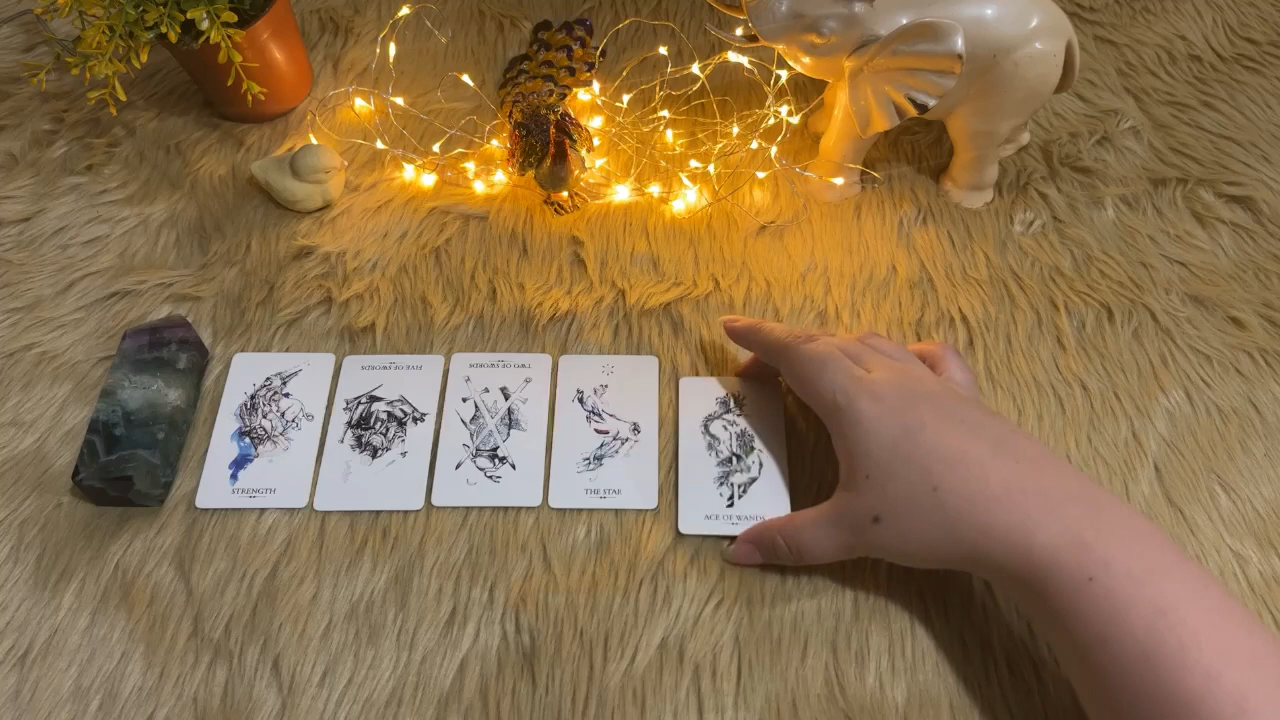 STRENGTH
FIVE OF SWORDS
TWO OF SWORDS
THE STAR
ACE OF WANDS